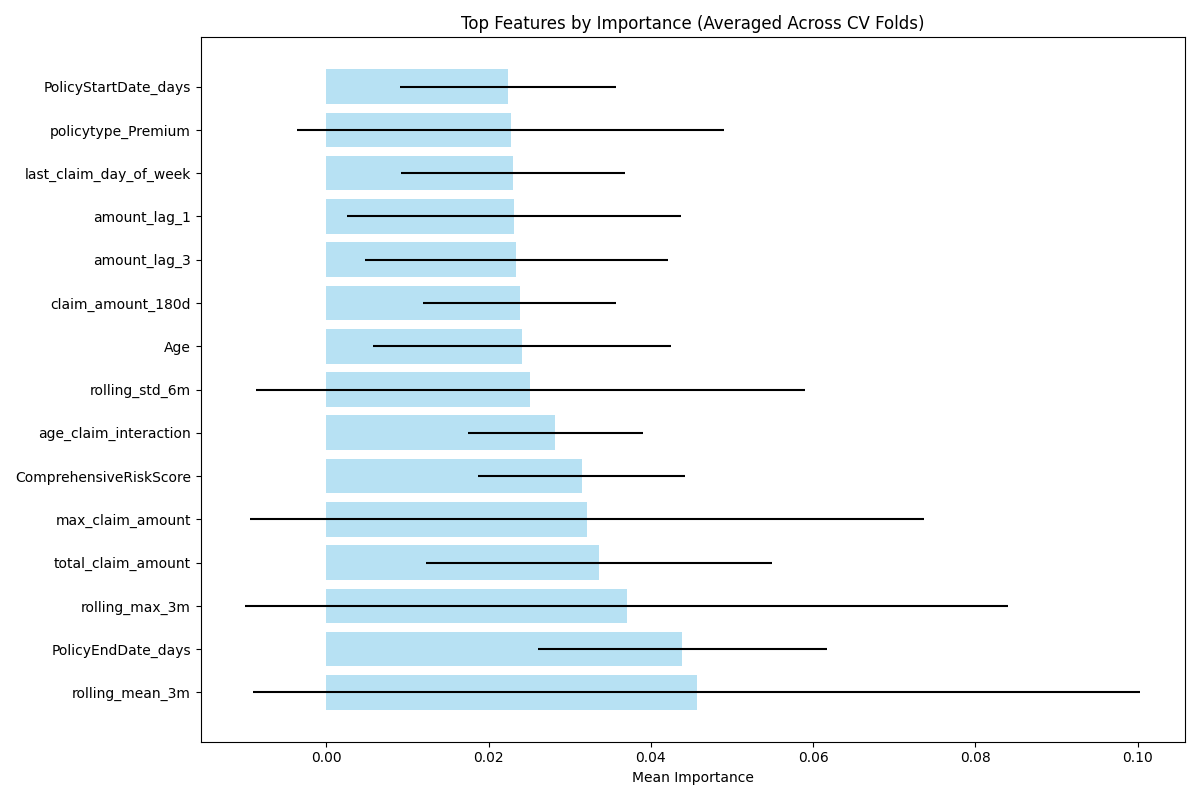 Top Features by Importance (Averaged Across CV Folds)
PolicyStartDate_days
policytype_Premium
last_claim_day_of_week
amount_lag_1
amount_lag_3
claim_amount_180d
Age
rolling_std_6m
age_claim_interaction
ComprehensiveRiskScore
max_claim_amount
total_claim_amount
rolling_max_3m
PolicyEndDate_days
rolling_mean_3m
0.00 0.02 0.04 0.06 0.08 0.10
Mean Importance